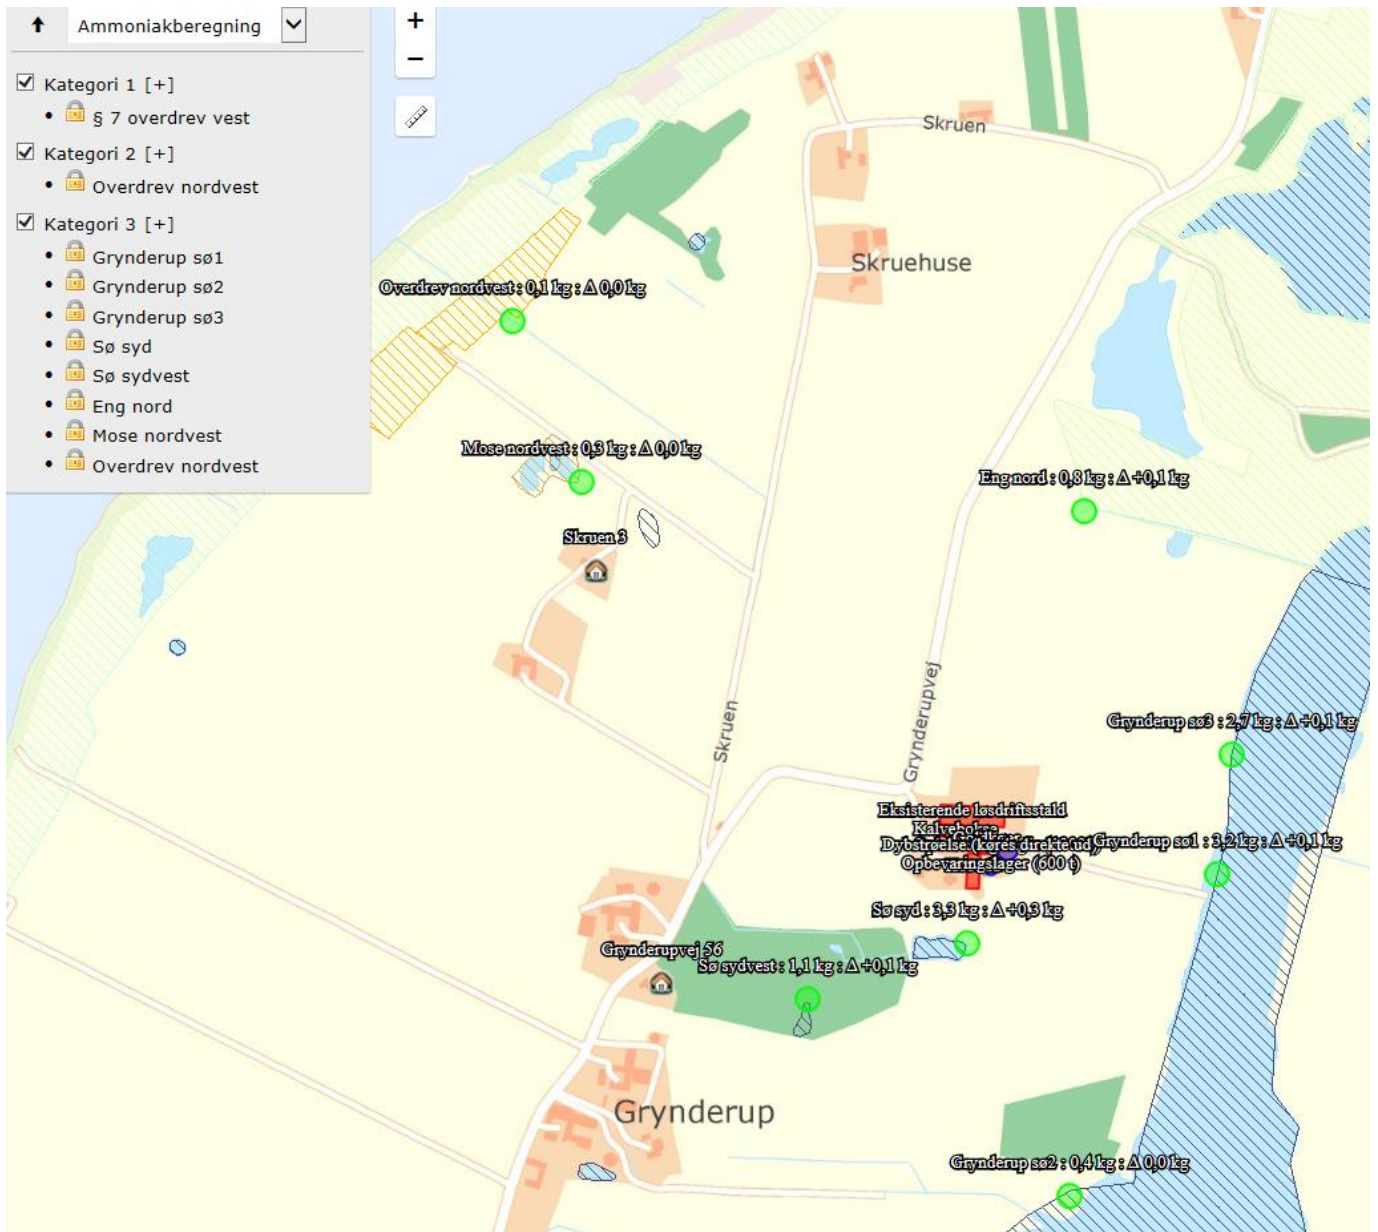 Ammoniakberegning
Kategori 1 [+]
§ 7 overdrev vest
Kategori 2 [+]
Overdrev nordvest
Kategori 3 [+]
Grynderup sø1
Grynderup sø2
Grynderup sø3
Sø syd
Sø sydvest
Eng nord
Mose nordvest
Overdrev nordvest
+
−
Skruen
Skruehuse
Overdrev nordvest : 0,1 kg : Δ 0,0 kg
Mose nordvest : 0,3 kg : Δ 0,0 kg
Eng nord : 0,8 kg : Δ +0,1 kg
Skruen 3
Skruen
Grynderupvej
Grynderup sø3 : 2,7 kg : Δ +0,1 kg
Eksisterende løsdriftsstald
Kalvebokse
Dybstrøelse (køres direkte ud)
Grynderup sø1 : 3,2 kg : Δ +0,1 kg
Opbevaringslager (600 t)
Sø syd : 3,3 kg : Δ +0,3 kg
Grynderupvej 56
Sø sydvest : 1,1 kg : Δ +0,1 kg
Grynderup
Grynderup sø2 : 0,4 kg : Δ 0,0 kg